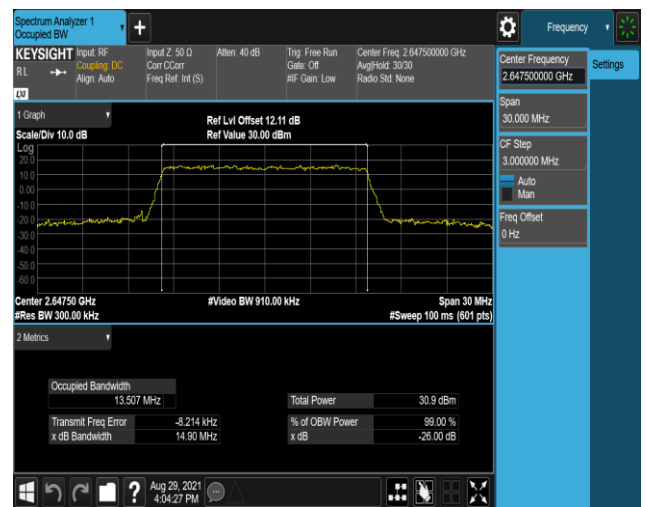 Spectrum Analyzer 1
Occupied BW
Frequency
KEYSIGHT
RL
LXI
Input: RF
Coupling: DC
Align: Auto
Input Z: 50 Ω
Corr CCorr
Freq Ref: Int (S)
Atten: 40 dB
Trig: Free Run
Gate: Off
#IF Gain: Low
Center Freq: 2.647500000 GHz
Avg|Hold: 30/30
Radio Std: None
Center Frequency
2.647500000 GHz
Settings
Span
30.000 MHz
CF Step
3.000000 MHz
Auto
Man
Freq Offset
0 Hz
1 Graph
Scale/Div 10.0 dB
Ref Lvl Offset 12.11 dB
Ref Value 30.00 dBm
Log
20.0
10.0
0.00
-10.0
-20.0
-30.0
-40.0
-50.0
-60.0
Center 2.64750 GHz
#Res BW 300.00 kHz
#Video BW 910.00 kHz
Span 30 MHz
#Sweep 100 ms (601 pts)
2 Metrics
Occupied Bandwidth
13.507 MHz
Total Power 30.9 dBm
Transmit Freq Error -8.214 kHz
% of OBW Power 99.00 %
x dB Bandwidth 14.90 MHz
x dB -26.00 dB
?
Aug 29, 2021
4:04:27 PM